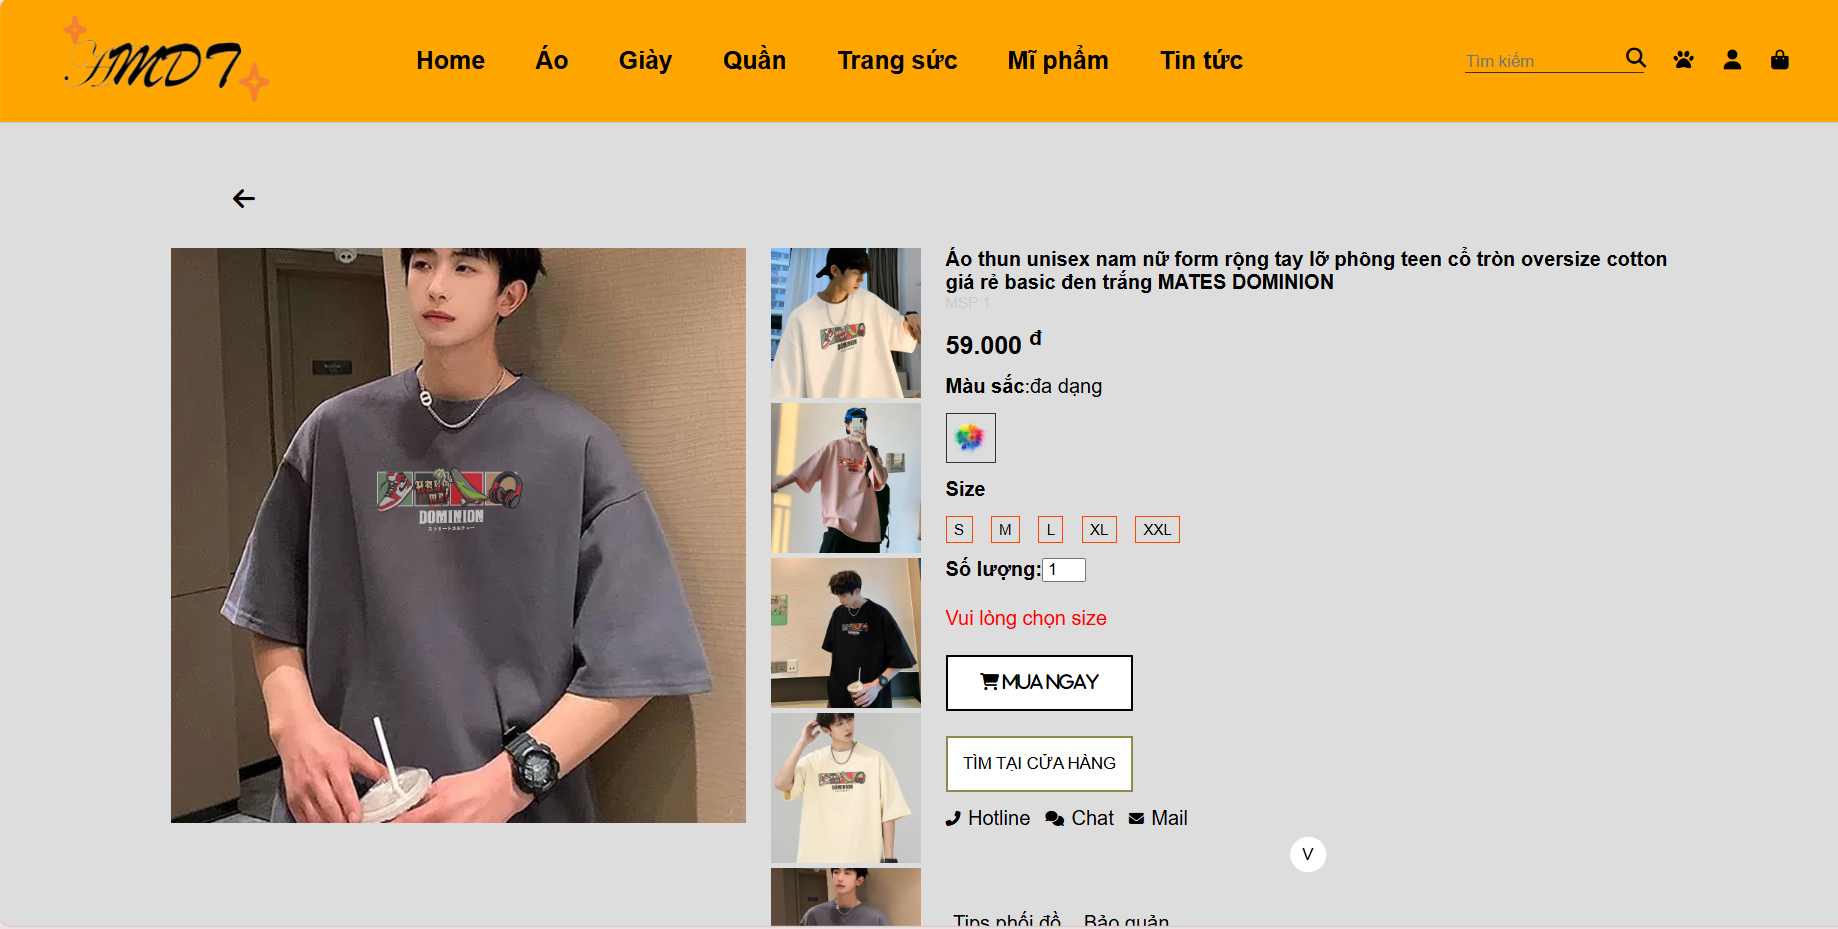 YMDT
Home
Áo
Giày
Quần
Trang sức
Mĩ phẩm
Tin tức
Tìm kiếm
Áo thun unisex nam nữ form rộng tay lỡ phông teen cổ tròn oversize cotton
giá rẻ basic đen trắng MATES DOMINION
MSP:1
59.000 đ
Màu sắc:đa dạng
Size
S M L XL XXL
Số lượng:1
Vui lòng chọn size
MUA NGAY
TÌM TẠI CỬA HÀNG
Hotline Chat Mail
V
Tips phối đồ Bảo quản
DOMINION
DOMINION
DOMINION